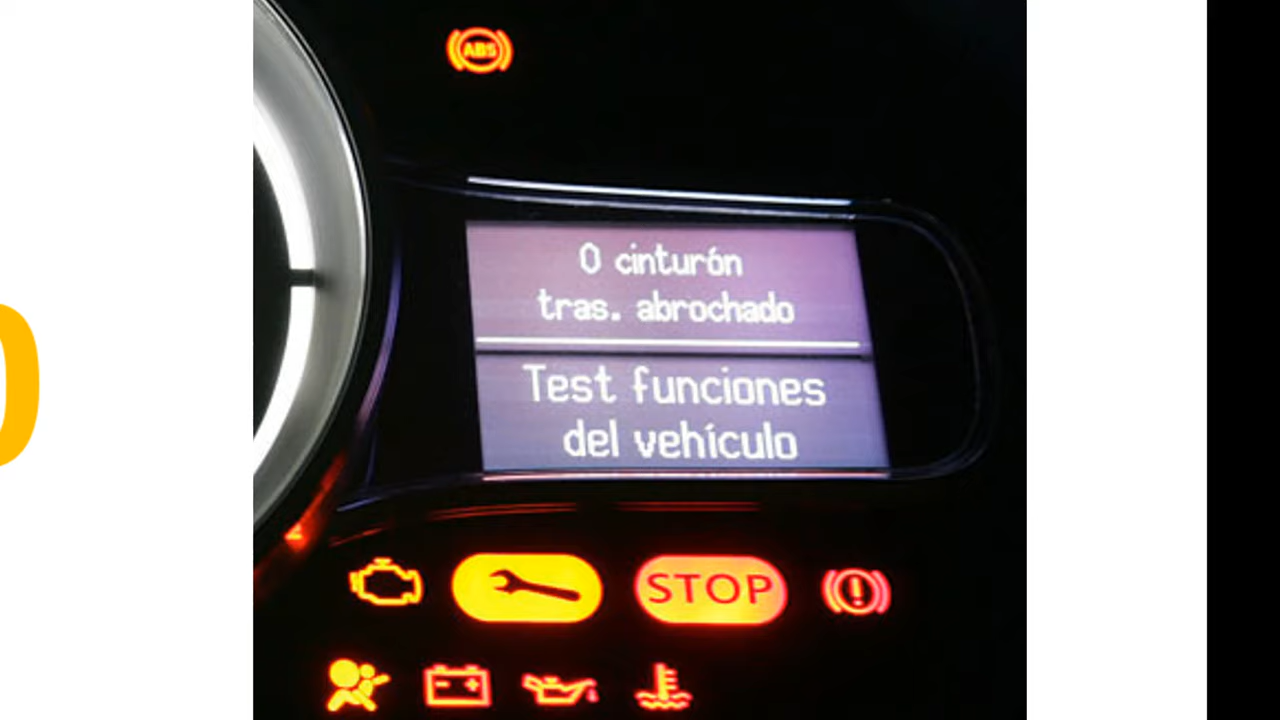 ABS
0 cinturón
tras. abrochado
Test funciones
del vehículo
STOP